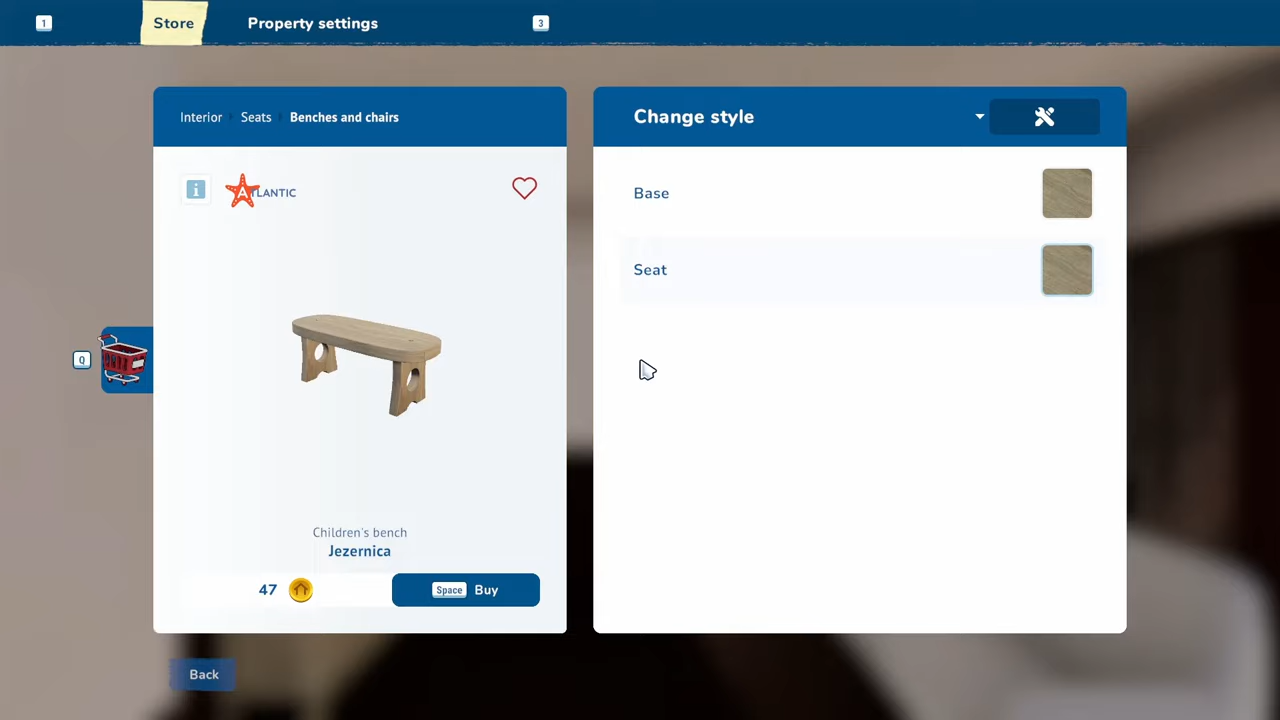 1
Store
Property settings
3
Interior Seats Benches and chairs
i
ATLANTIC
Q
Children's bench
Jezernica
47
Space Buy
Change style
Base
Seat
Back